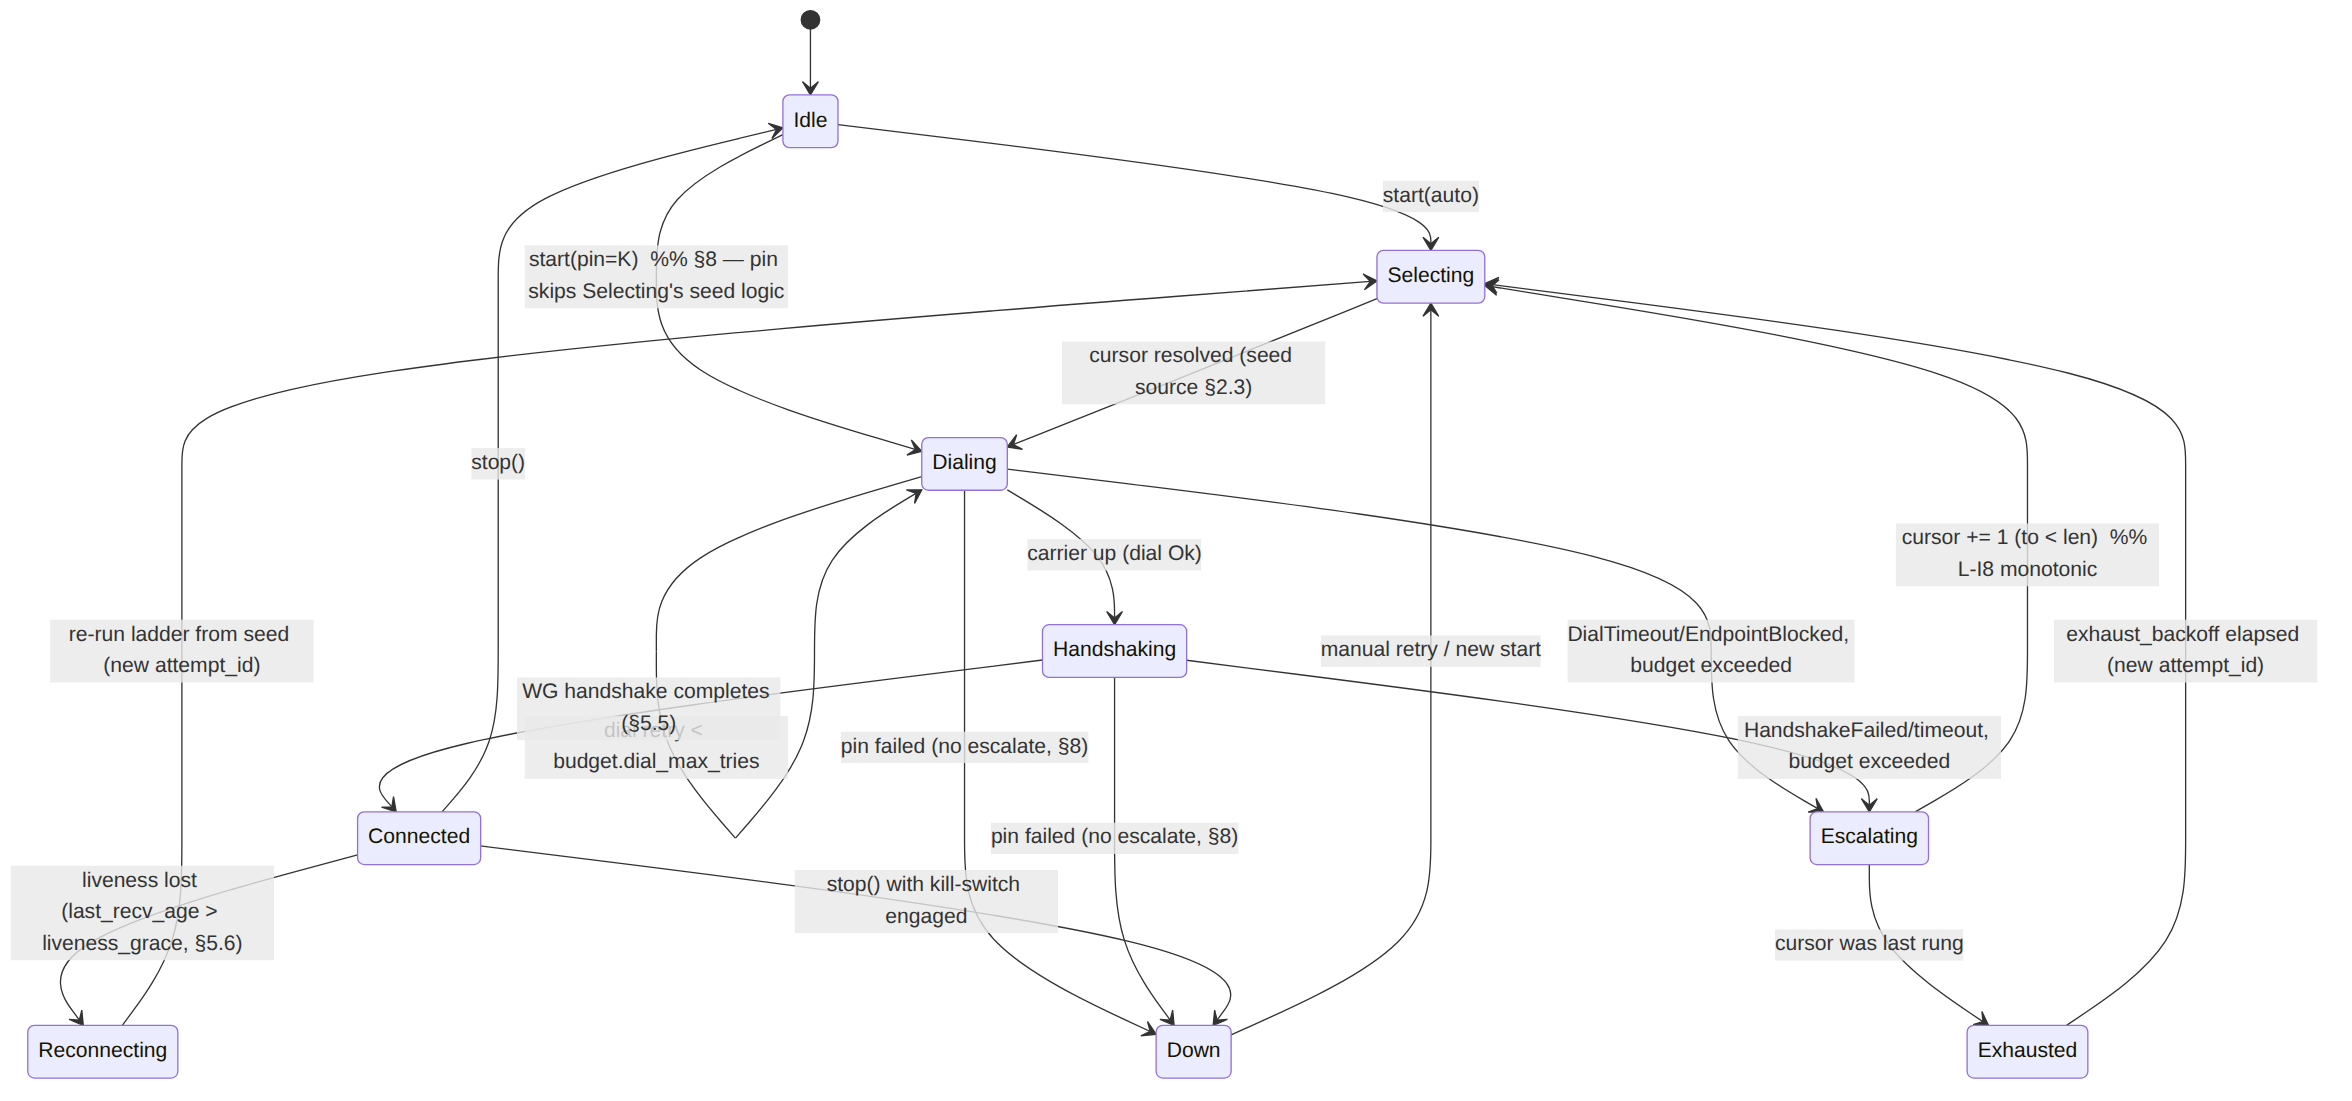 Idle
start(auto)
start(pin=K)  %% §8 — pin
skips Selecting's seed logic
Selecting
cursor resolved (seed
source §2.3)
stop()
Dialing
cursor += 1 (to < len)  %%
L-I8 monotonic
carrier up (dial Ok)
re-run ladder from seed
(new attempt_id)
Handshaking
manual retry / new start
DialTimeout/EndpointBlocked,
budget exceeded
exhaust_backoff elapsed
(new attempt_id)
WG handshake completes
(§5.5)
dial retry <
budget.dial_max_tries
pin failed (no escalate, §8)
HandshakeFailed/timeout,
budget exceeded
Connected
pin failed (no escalate, §8)
Escalating
liveness lost
(last_recv_age >
liveness_grace, §5.6)
stop() with kill-switch
engaged
cursor was last rung
Reconnecting
Down
Exhausted